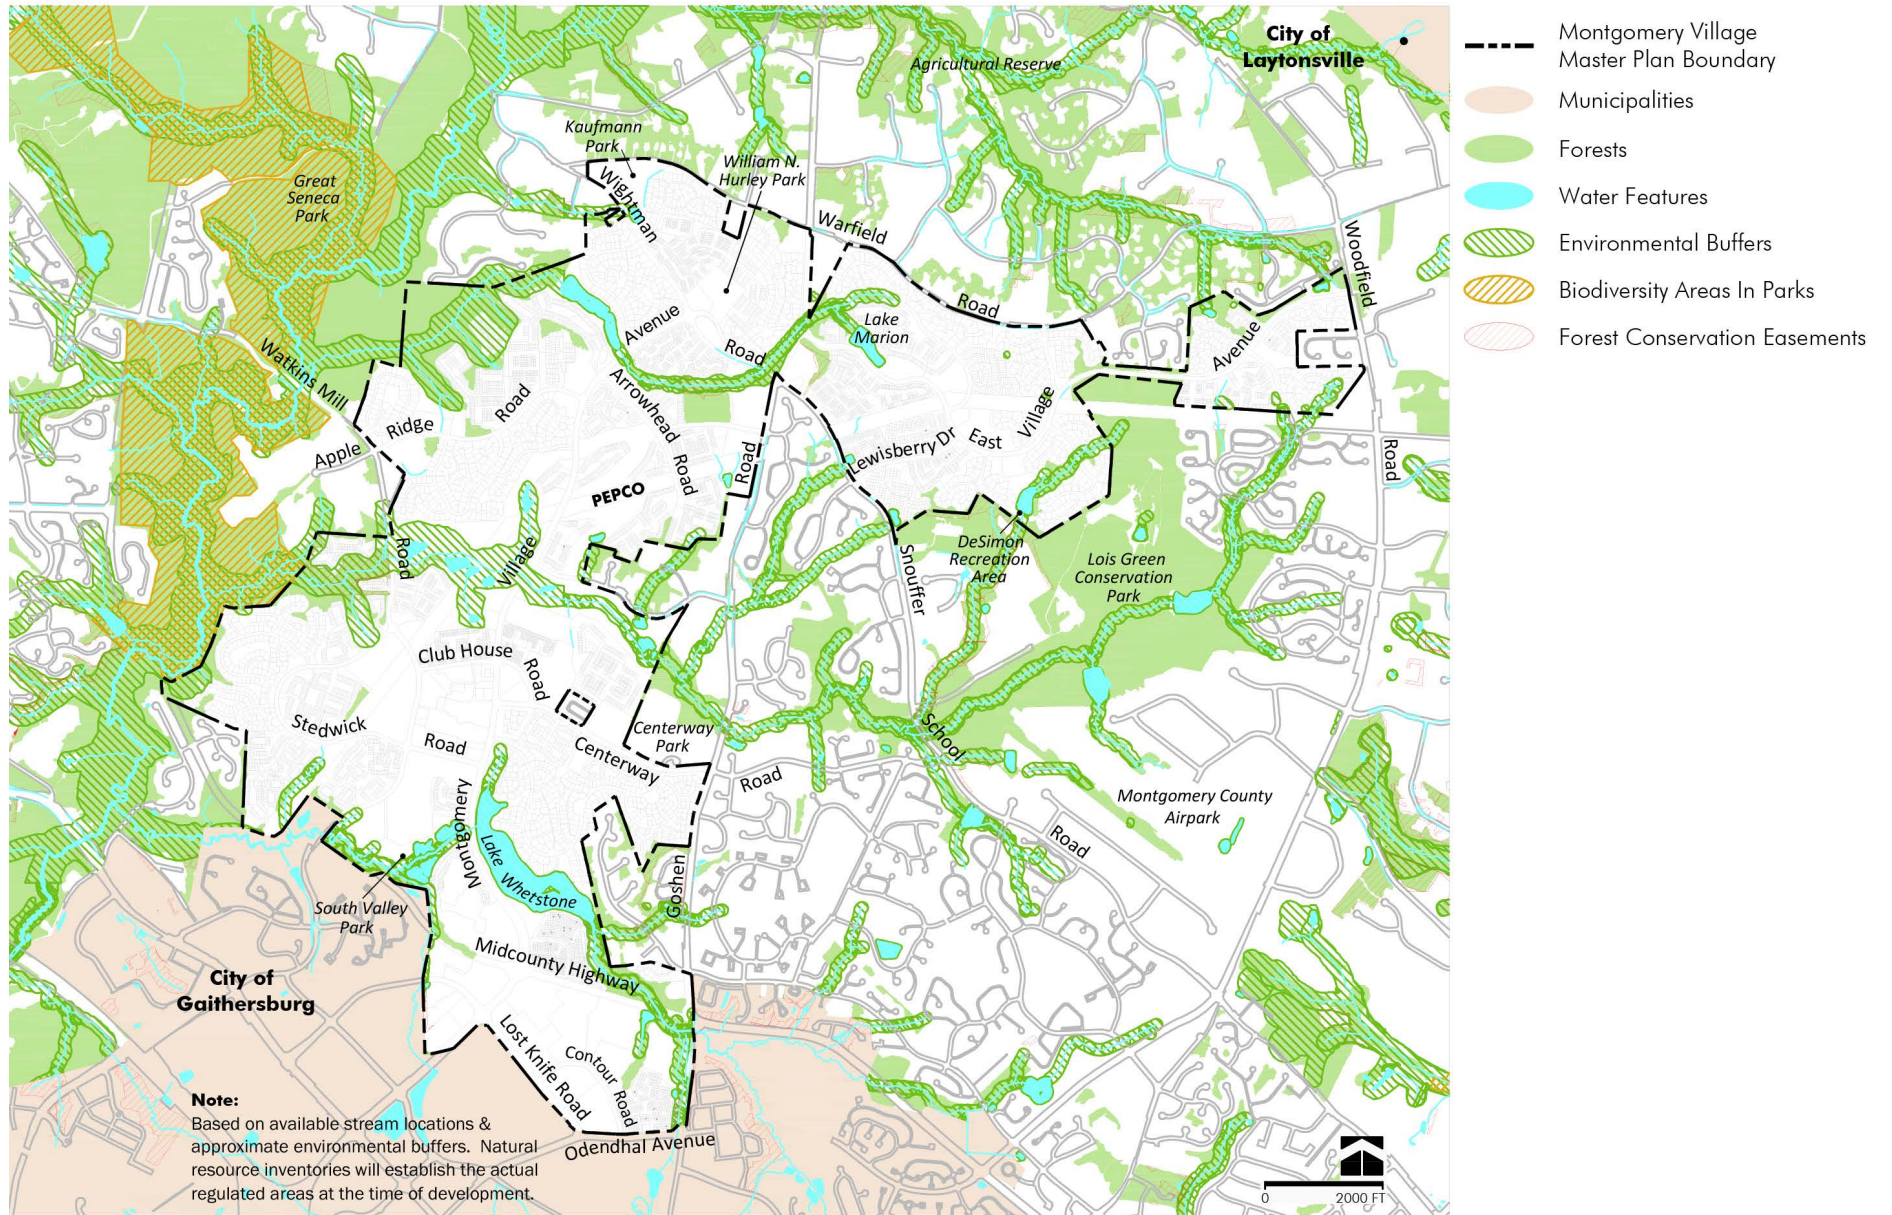 City of
Laytonsville
Agricultural Reserve
Kaufmann
Park
William N.
Hurley Park
Great
Seneca
Park
Wightman
Warfield
Woodfield
Road
Lake
Marion
Avenue
Road
Avenue
Watkins Mill
Arrowhead
Road
Road
Ridge
Apple
Village
East
Lewisberry Dr
Road
Road
PEPCO
Road
Village
DeSimon
Recreation
Area
Lois Green
Conservation
Park
Snouffer
Club House
Road
Stedwick
Road
Centerway
Park
Centerway
School
Road
Montgomery County
Airpark
Road
Montgomery
Lake
Whetstone
Goshen
South Valley
Park
Midcounty Highway
City of
Gaithersburg
Lost Knife Road
Contour
Road
Odendhal Avenue
Note:
Based on available stream locations &
approximate environmental buffers. Natural
resource inventories will establish the actual
regulated areas at the time of development.
0 2000 FT
Montgomery Village
Master Plan Boundary
Municipalities
Forests
Water Features
Environmental Buffers
Biodiversity Areas In Parks
Forest Conservation Easements